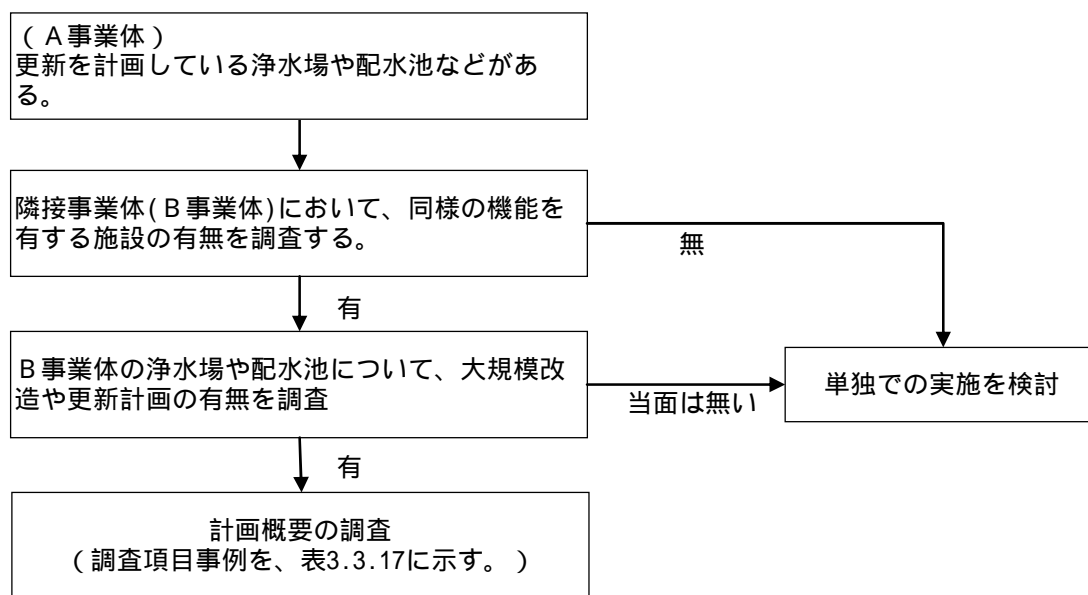 （A事業体）
更新を計画している浄水場や配水池などがあ
る。
隣接事業体(B事業体)において、同様の機能を
有する施設の有無を調査する。
無
有
B事業体の浄水場や配水池について、大規模改
造や更新計画の有無を調査
当面は無い
単独での実施を検討
有
計画概要の調査
（調査項目事例を、表3.3.17に示す。）